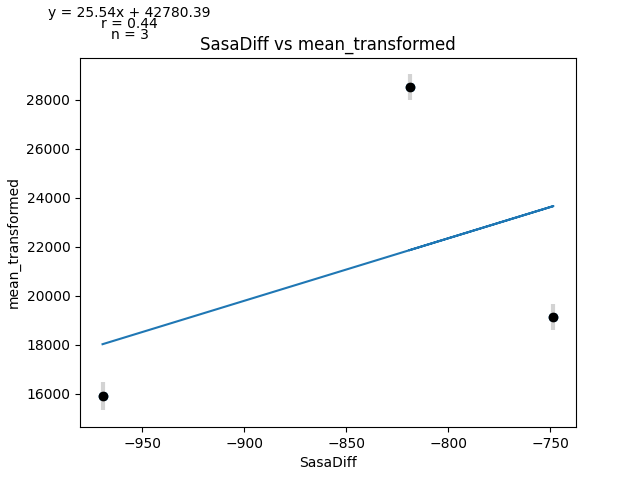 y = 25.54x + 42780.39
r = 0.44
n = 3
SasaDiff vs mean_transformed
28000
26000
24000
22000
20000
18000
16000
mean_transformed
−950
−900
−850
−800
−750
SasaDiff